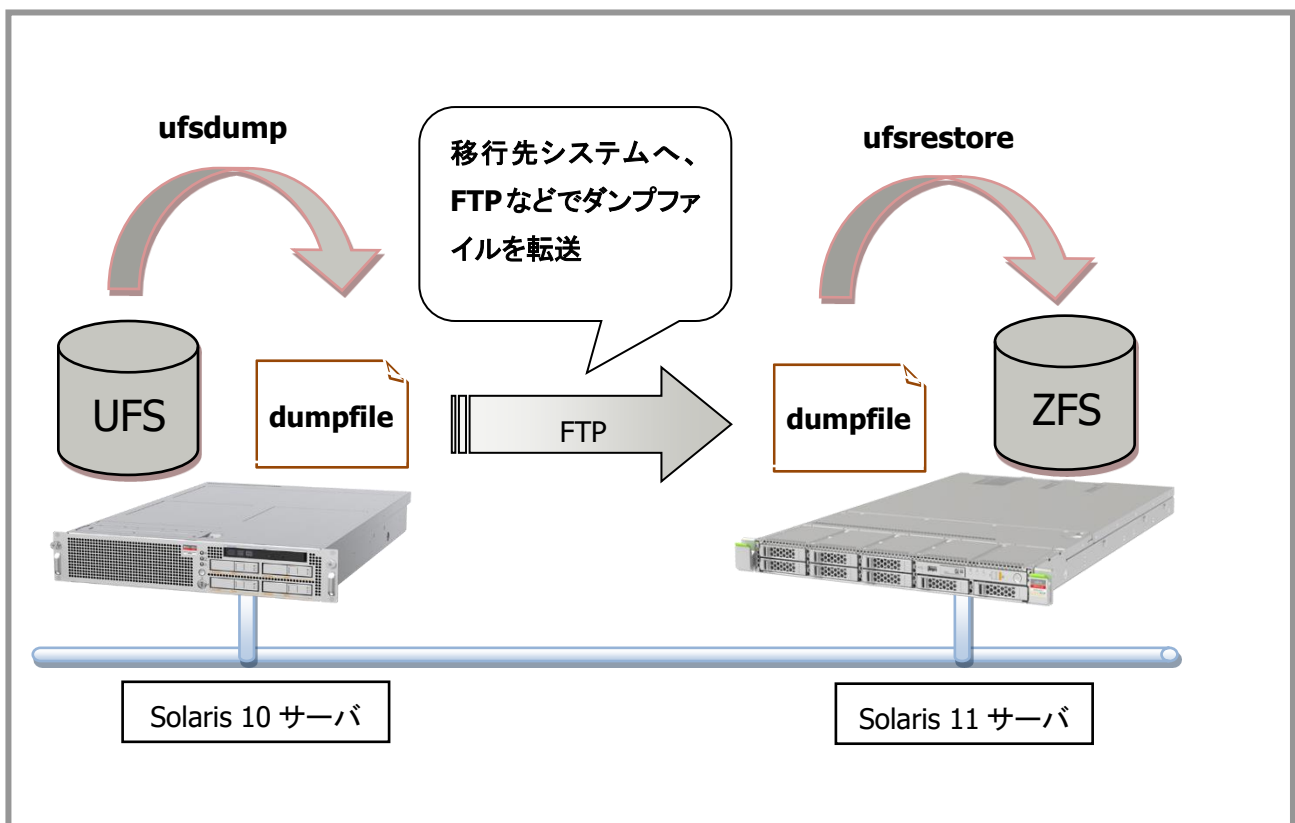 ufsdump
移行先システムへ、
FTPなどでダンプファ
イルを転送
ufsrestore
UFS
dumpfile
FTP
dumpfile
ZFS
Solaris 10 サーバ
Solaris 11 サーバ